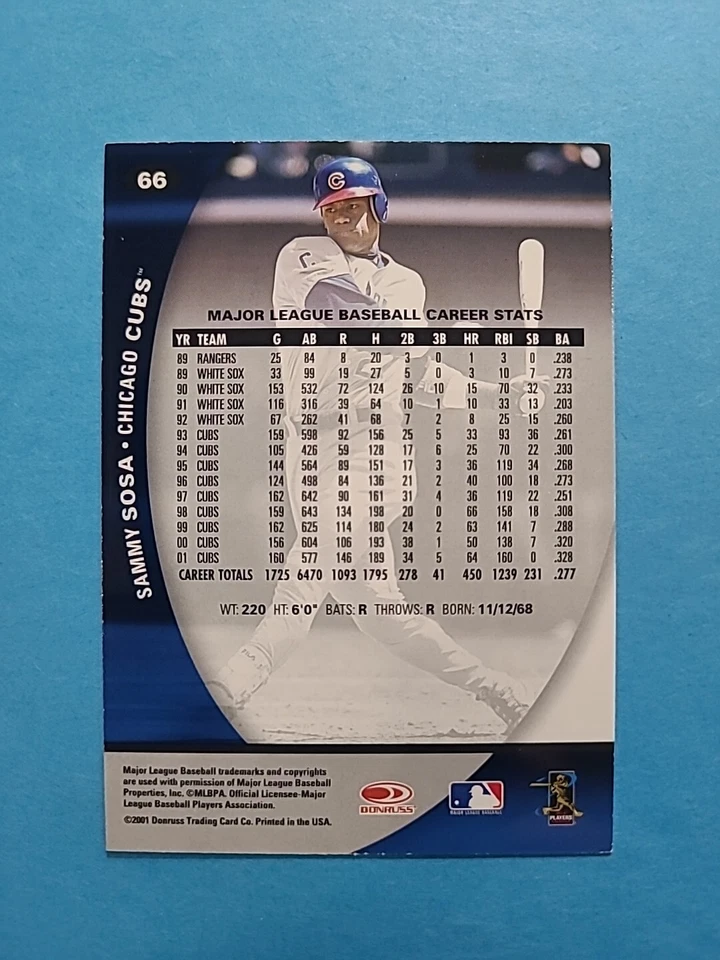 66
SAMMY SOSA • CHICAGO CUBS™
C
MAJOR LEAGUE BASEBALL CAREER STATS
YR TEAM G AB R H 2B 3B HR RBI SB BA
89 RANGERS 25 84 8 20 3 0 1 3 0 .238
89 WHITE SOX 33 99 19 27 5 0 3 10 7 .273
90 WHITE SOX 153 532 72 124 26 10 15 70 32 .233
91 WHITE SOX 116 316 39 64 10 1 10 33 13 .203
92 WHITE SOX 67 262 41 68 7 2 8 25 15 .260
93 CUBS 159 598 92 156 25 5 33 93 36 .261
94 CUBS 105 426 59 128 17 6 25 70 22 .300
95 CUBS 144 564 89 151 17 3 36 119 34 .268
96 CUBS 124 498 84 136 21 2 40 100 18 .273
97 CUBS 162 642 90 161 31 4 36 119 22 .251
98 CUBS 159 643 134 198 20 0 66 158 18 .308
99 CUBS 162 625 114 180 24 2 63 141 7 .288
00 CUBS 156 604 106 193 38 1 50 138 7 .320
01 CUBS 160 577 146 189 34 5 64 160 0 .328
CAREER TOTALS 1725 6470 1093 1795 278 41 450 1239 231 .277
WT: 220 HT: 6'0" BATS: R THROWS: R BORN: 11/12/68
Major League Baseball trademarks and copyrights
are used with permission of Major League Baseball
Properties, Inc. ©MLBPA. Official Licensee-Major
League Baseball Players Association.
©2001 Donruss Trading Card Co. Printed in the USA.
DONRUSS
MAJOR LEAGUE BASEBALL
PLAYERS